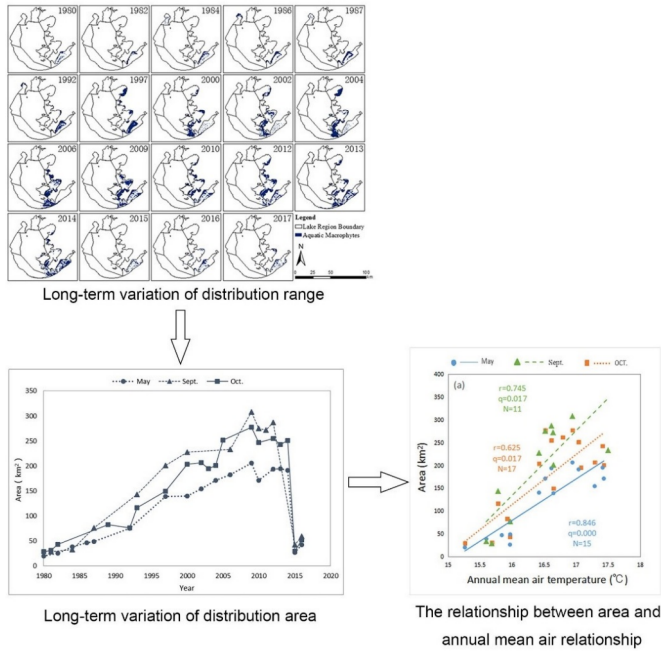 1980 1982 1984 1986 1987
1992 1997 2000 2002 2004
2006 2009 2010 2012 2013
2014 2015 2016 2017
Legend
Lake Region Boundary
Aquatic Macrophytes
N
0 25 50 100
km
Long-term variation of distribution range
May Sept. Oct.
350
300
250
200
150
100
50
0
Area ( km²)
1980 1985 1990 1995 2000 2005 2010 2015 2020
Year
Long-term variation of distribution area
May Sept. OCT.
(a)
400
350
300
250
200
150
100
50
0
Area (km²)
r=0.745
q=0.017
N=11
r=0.625
q=0.017
N=17
r=0.846
q=0.000
N=15
15 15.5 16 16.5 17 17.5 18
Annual mean air temperature (℃)
The relationship between area and
annual mean air relationship